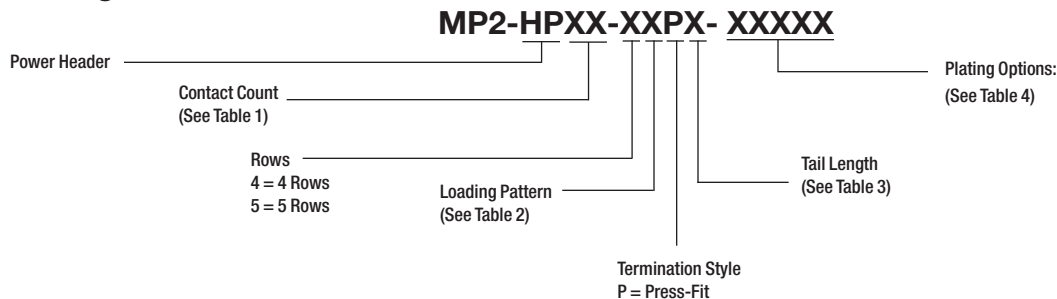 MP2-HPXX-XXPX- XXXXX
Power Header
Plating Options:
(See Table 4)
Contact Count
(See Table 1)
Rows
4 = 4 Rows
5 = 5 Rows
Loading Pattern
(See Table 2)
Tail Length
(See Table 3)
Termination Style
P = Press-Fit